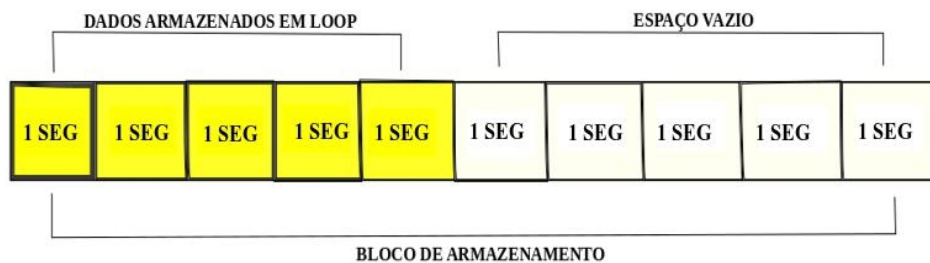 DADOS ARMAZENADOS EM LOOP
ESPAÇO VAZIO
1 SEG 1 SEG 1 SEG 1 SEG 1 SEG 1 SEG 1 SEG 1 SEG 1 SEG 1 SEG
BLOCO DE ARMAZENAMENTO